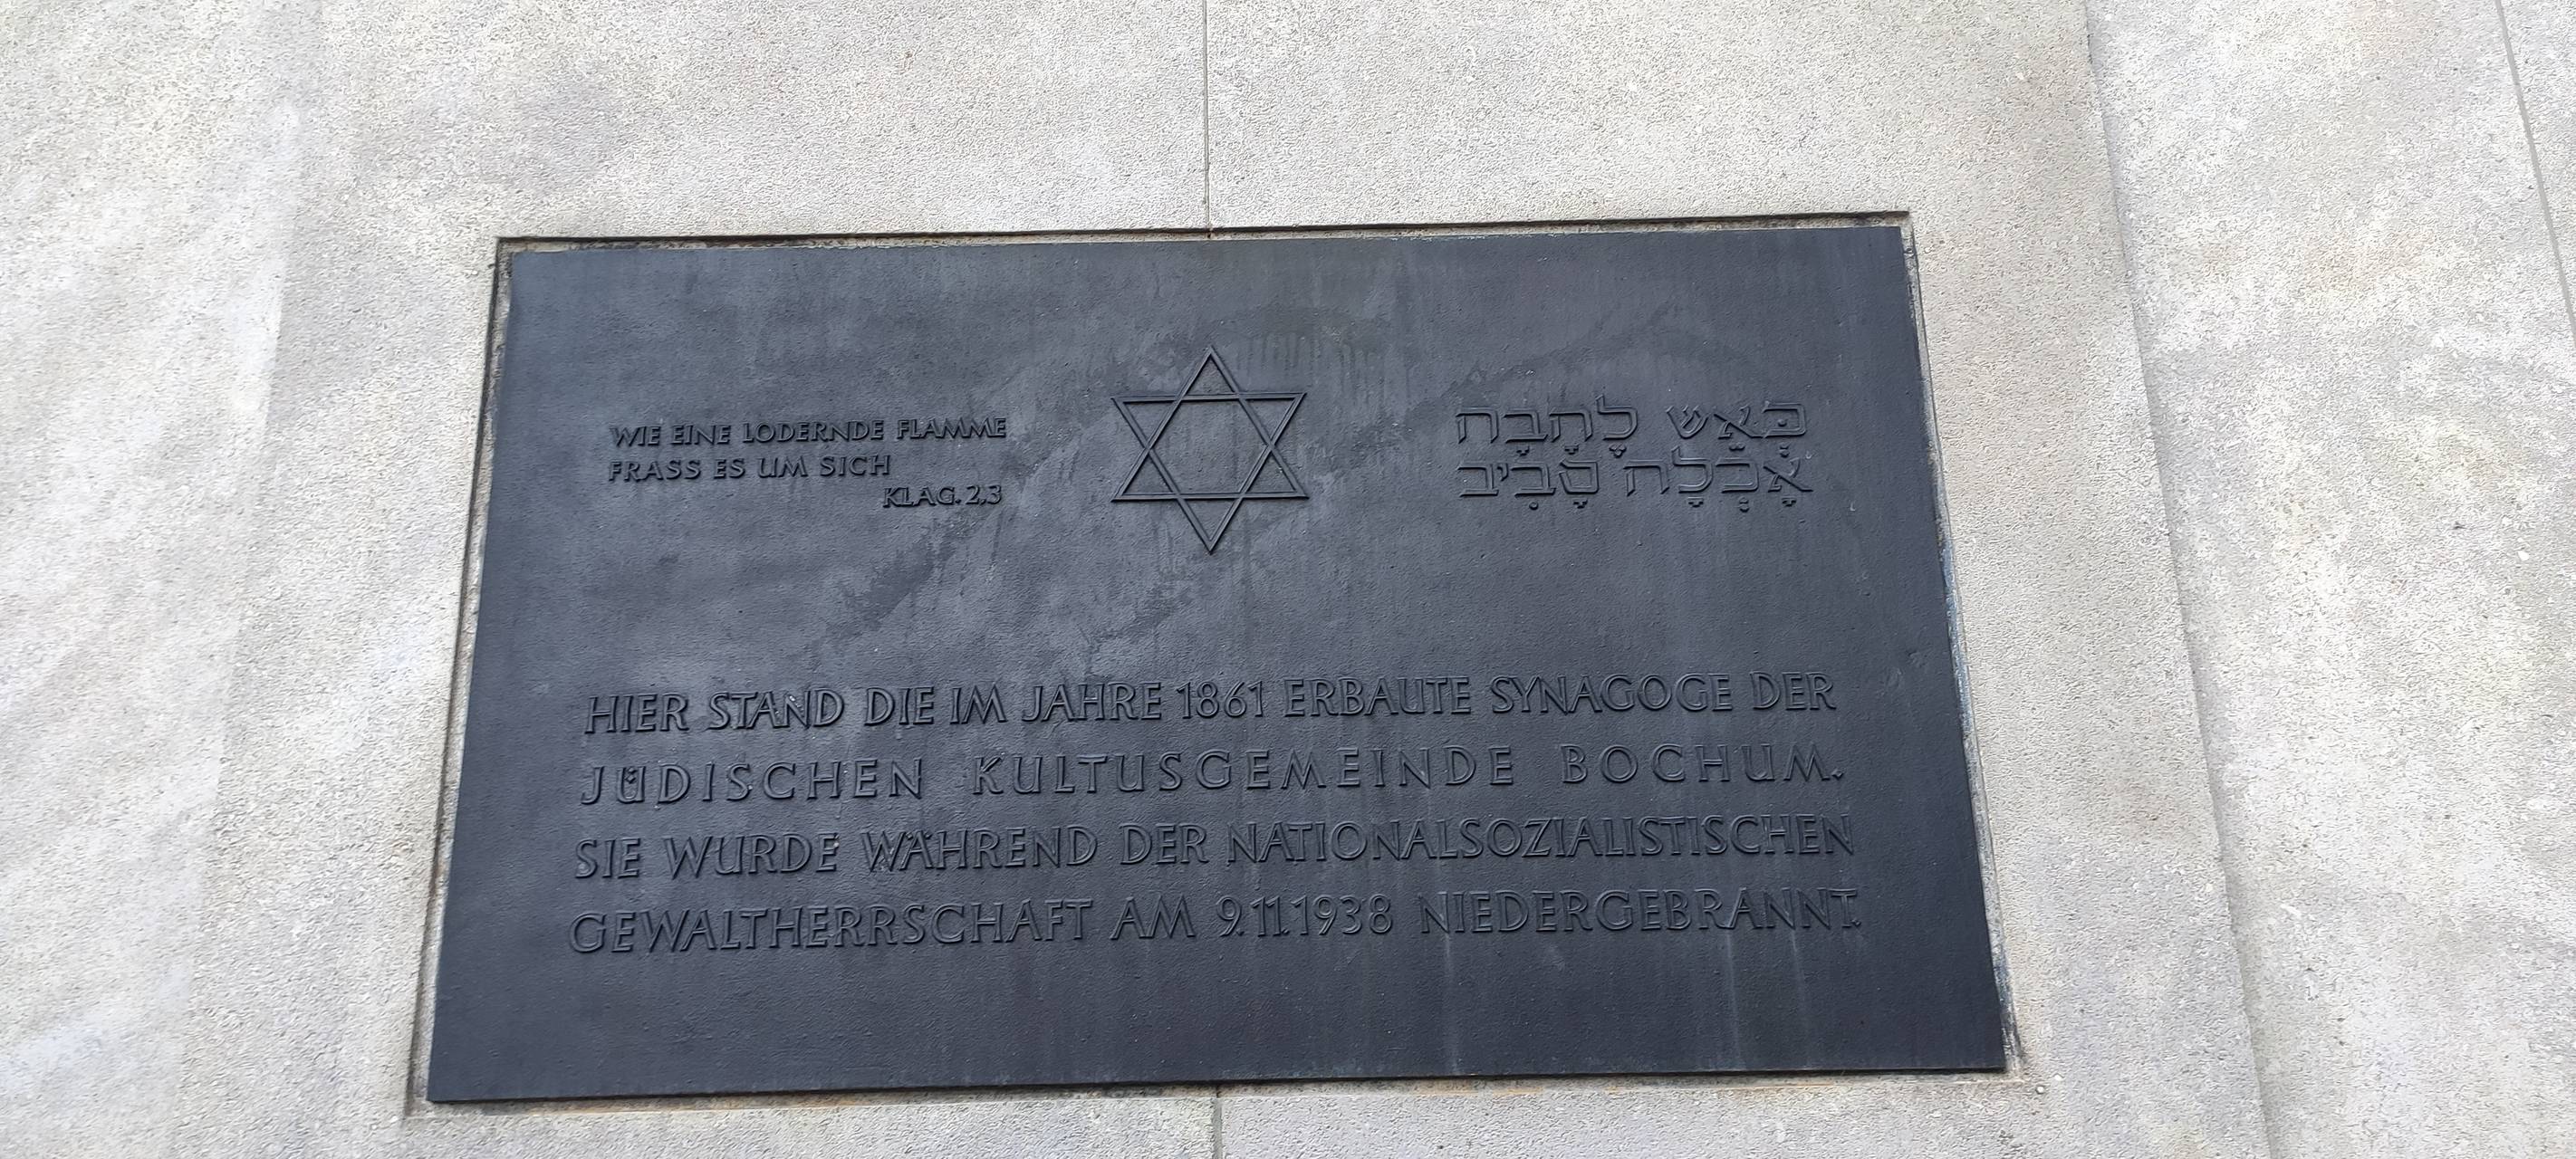 WIE EINE LODERNDE FLAMME
FRASS ES UM SICH
KLAG. 2,3
כְּאֵשׁ לֶהָבָה
אָכְלָה סָבִיב
HIER STAND DIE IM JAHRE 1861 ERBAUTE SYNAGOGE DER
JÜDISCHEN KULTUSGEMEINDE BOCHUM.
SIE WURDE WÄHREND DER NATIONALSOZIALISTISCHEN
GEWALTHERRSCHAFT AM 9.11.1938 NIEDERGEBRANNT.